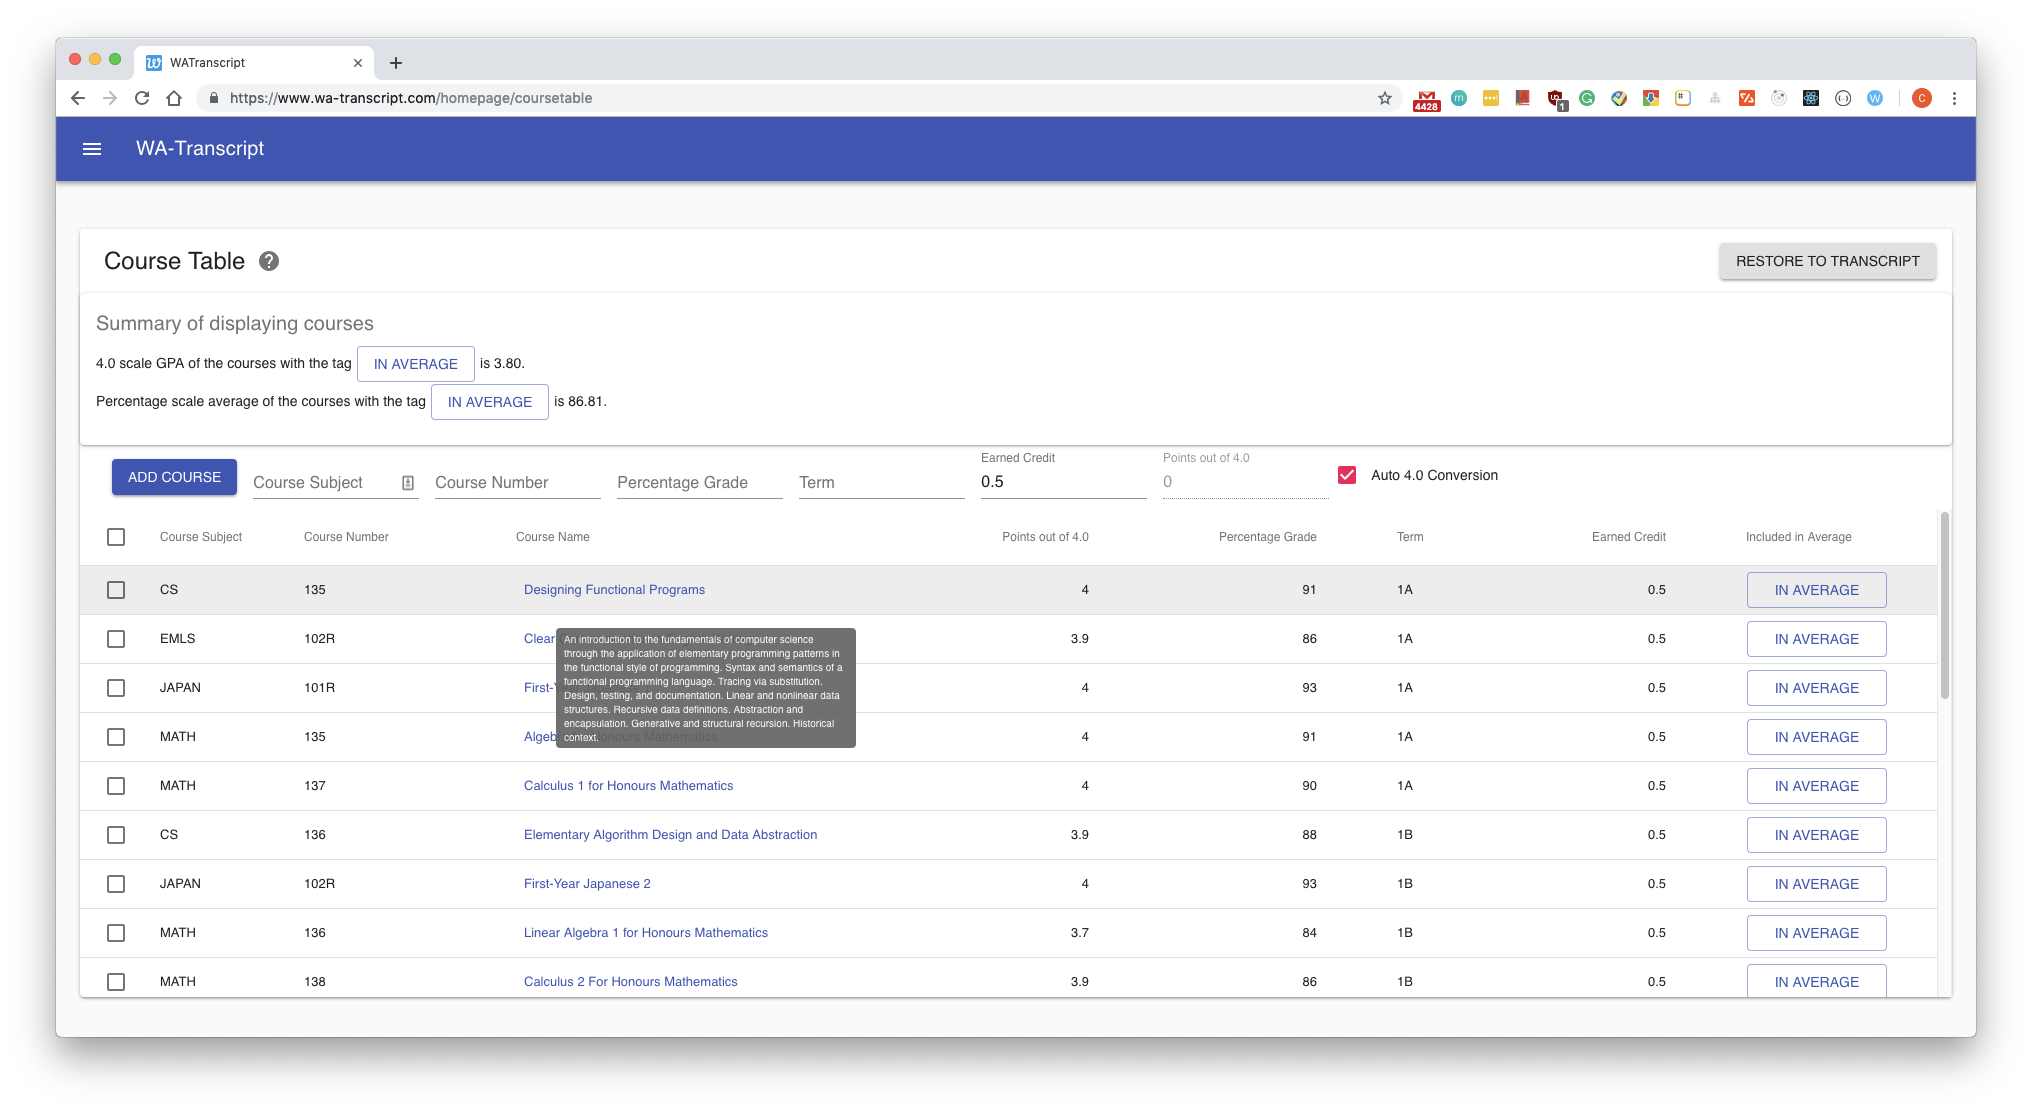 WATranscript
https://www.wa-transcript.com/homepage/coursetable
4428
m
1
C
WA-Transcript
Course Table ?
RESTORE TO TRANSCRIPT
Summary of displaying courses
4.0 scale GPA of the courses with the tag IN AVERAGE is 3.80.
Percentage scale average of the courses with the tag IN AVERAGE is 86.81.
ADD COURSE Course Subject Course Number Percentage Grade Term Earned Credit 0.5 Points out of 4.0 0 Auto 4.0 Conversion
Course Subject Course Number Course Name Points out of 4.0 Percentage Grade Term Earned Credit Included in Average
CS 135 Designing Functional Programs 4 91 1A 0.5 IN AVERAGE
EMLS 102R Clear 3.9 86 1A 0.5 IN AVERAGE
An introduction to the fundamentals of computer science
through the application of elementary programming patterns in
the functional style of programming. Syntax and semantics of a
functional programming language. Tracing via substitution.
Design, testing, and documentation. Linear and nonlinear data
structures. Recursive data definitions. Abstraction and
encapsulation. Generative and structural recursion. Historical
context.
JAPAN 101R First-Year Japanese 4 93 1A 0.5 IN AVERAGE
MATH 135 Algeb Honours Mathematics 4 91 1A 0.5 IN AVERAGE
MATH 137 Calculus 1 for Honours Mathematics 4 90 1A 0.5 IN AVERAGE
CS 136 Elementary Algorithm Design and Data Abstraction 3.9 88 1B 0.5 IN AVERAGE
JAPAN 102R First-Year Japanese 2 4 93 1B 0.5 IN AVERAGE
MATH 136 Linear Algebra 1 for Honours Mathematics 3.7 84 1B 0.5 IN AVERAGE
MATH 138 Calculus 2 For Honours Mathematics 3.9 86 1B 0.5 IN AVERAGE